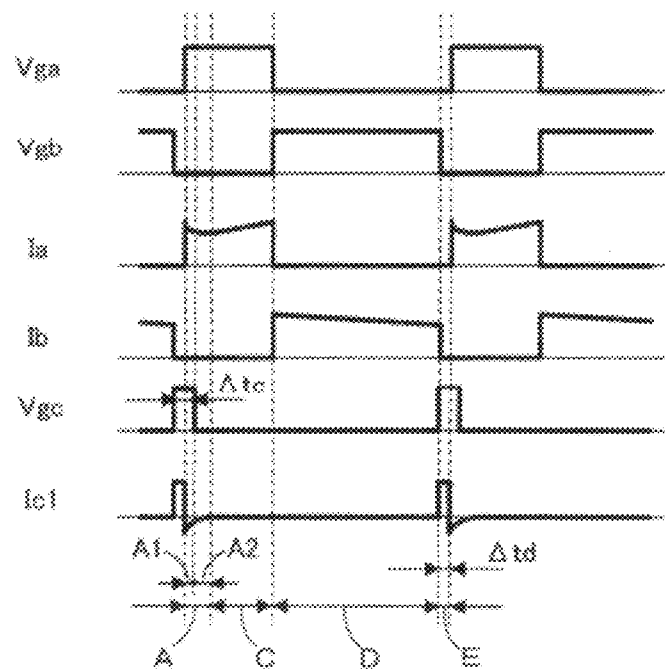 Vga
Vgb
Ia
Ib
Δtc
Vgc
Ic1
A1 A2
Δtd
A C D E